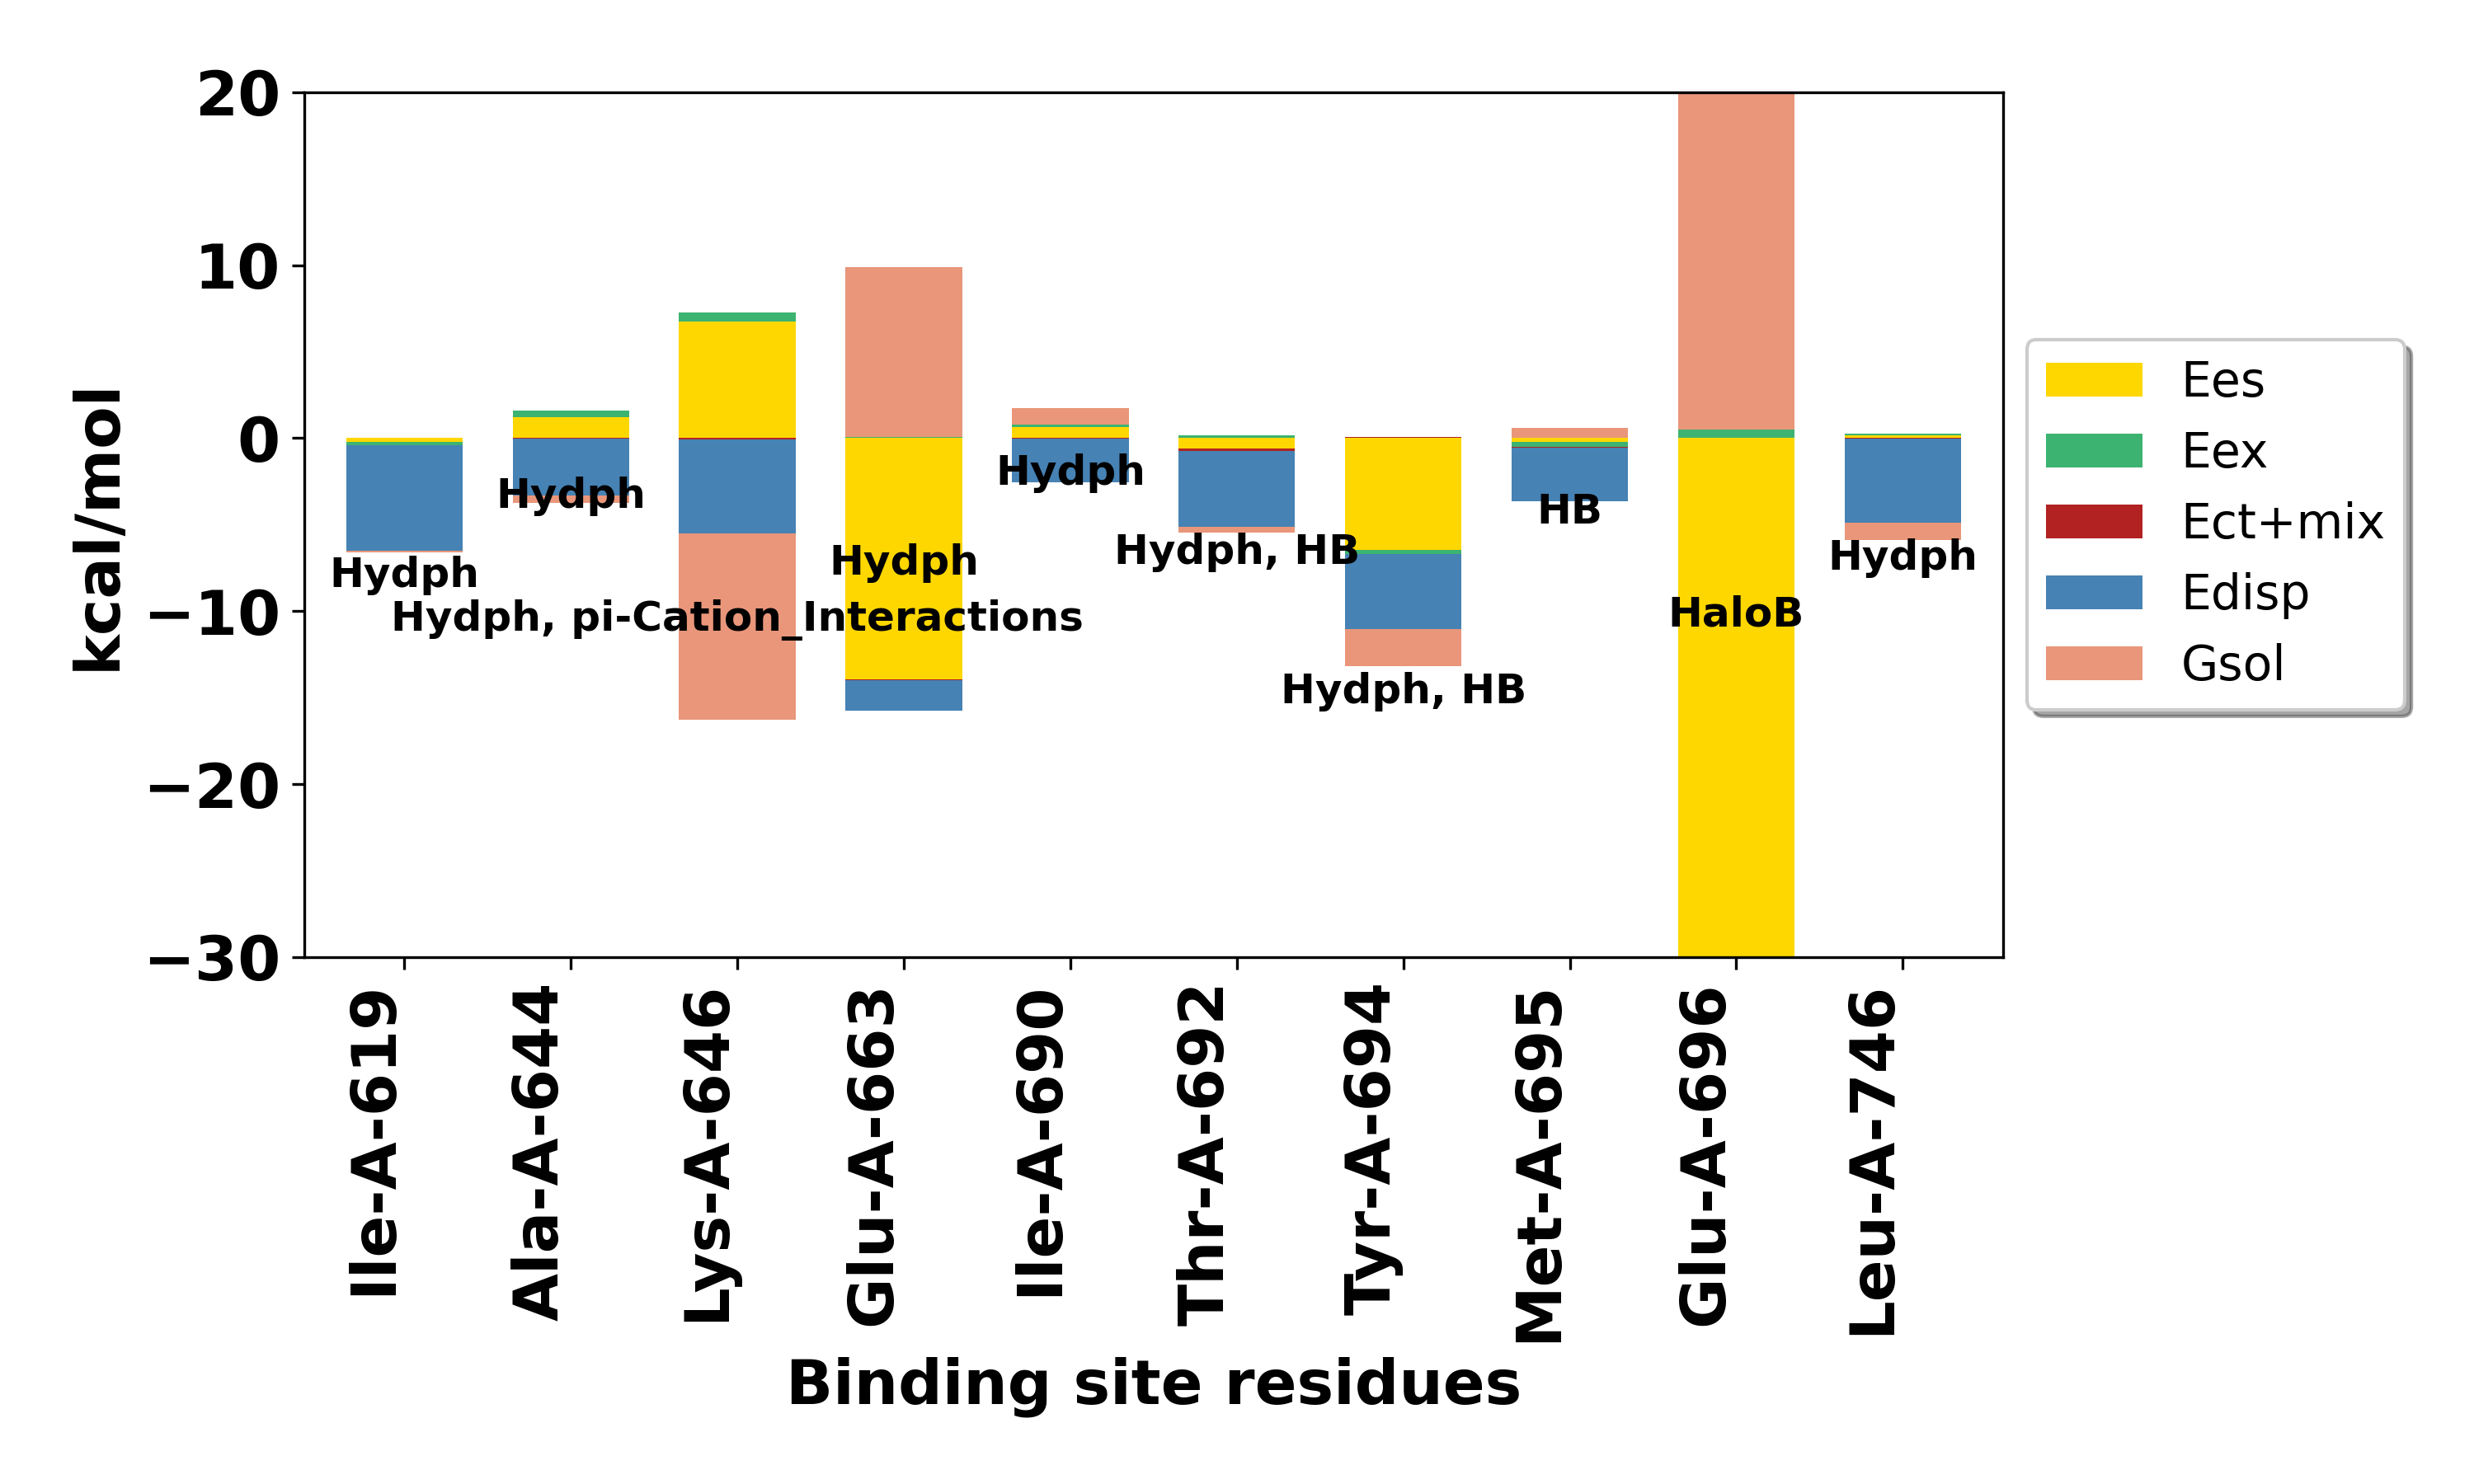 20
10
0
−10
−20
−30
kcal/mol
Hydph
Hydph
Hydph, pi-Cation_Interactions
Hydph
Hydph
Hydph, HB
Hydph, HB
HB
HaloB
Hydph
Ees
Eex
Ect+mix
Edisp
Gsol
Ile-A-619
Ala-A-644
Lys-A-646
Glu-A-663
Ile-A-690
Thr-A-692
Tyr-A-694
Met-A-695
Glu-A-696
Leu-A-746
Binding site residues